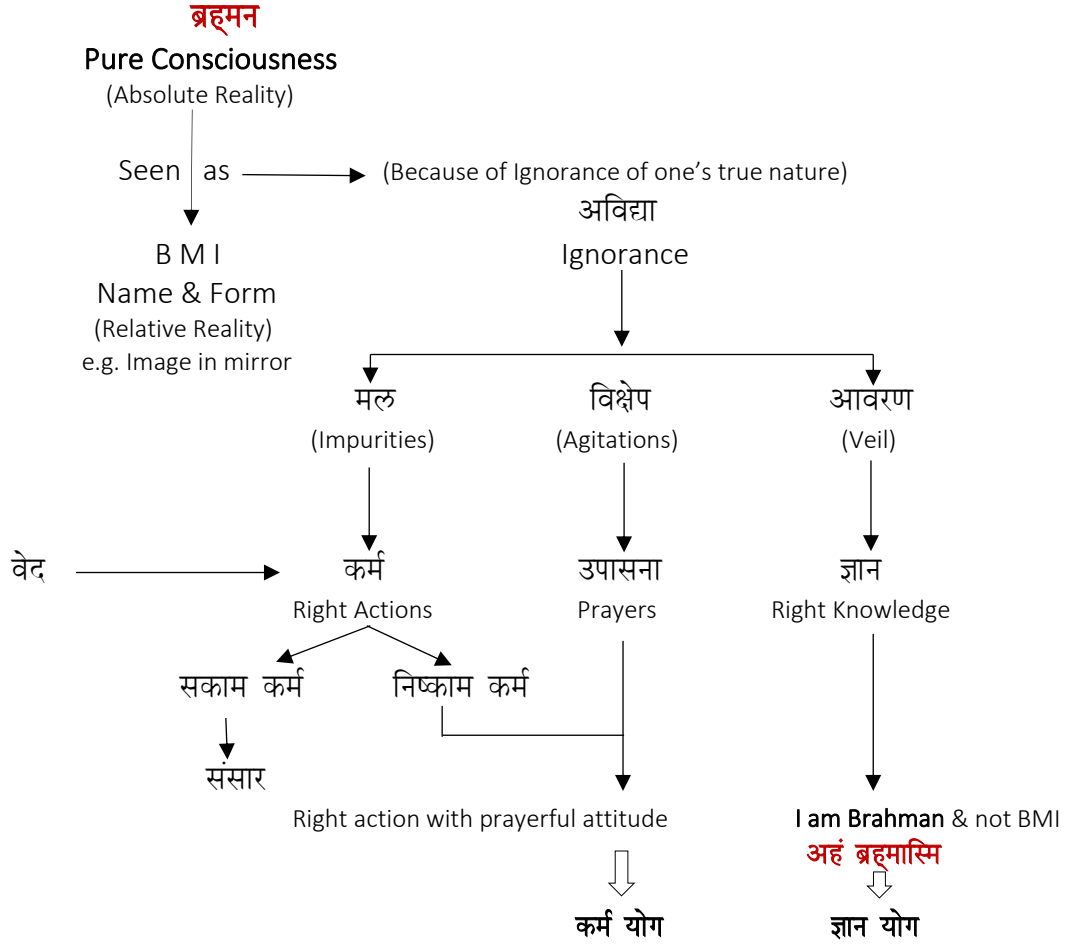 ब्रह्मन
Pure Consciousness
(Absolute Reality)
Seen as (Because of Ignorance of one's true nature)
अविद्या
Ignorance
B M I
Name & Form
(Relative Reality)
e.g. Image in mirror
मल विक्षेप आवरण
(Impurities) (Agitations) (Veil)
वेद कर्म उपासना ज्ञान
Right Actions Prayers Right Knowledge
सकाम कर्म निष्काम कर्म
संसार
Right action with prayerful attitude I am Brahman & not BMI
अहं ब्रह्मास्मि
कर्म योग ज्ञान योग